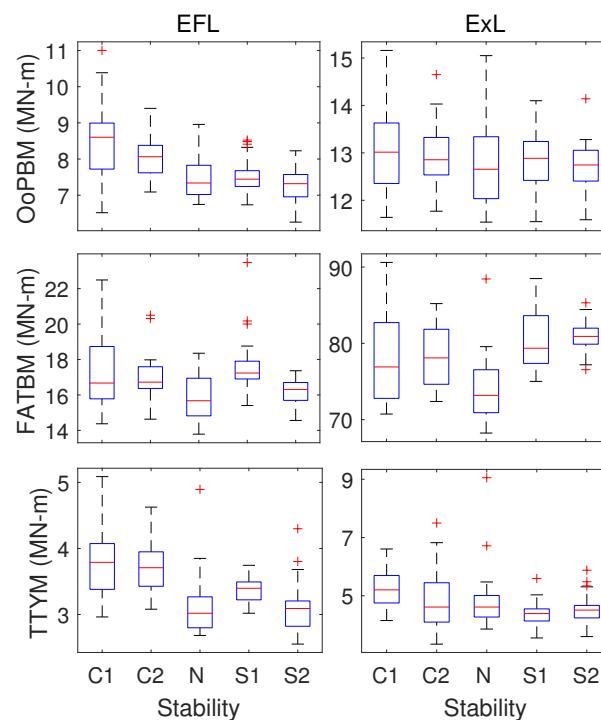 EFL
ExL
OoPBM (MN-m)
11
10
9
8
7
15
14
13
12
FATBM (MN-m)
22
20
18
16
14
90
80
70
TTYM (MN-m)
5
4
3
9
7
5
C1 C2 N S1 S2
C1 C2 N S1 S2
Stability
Stability